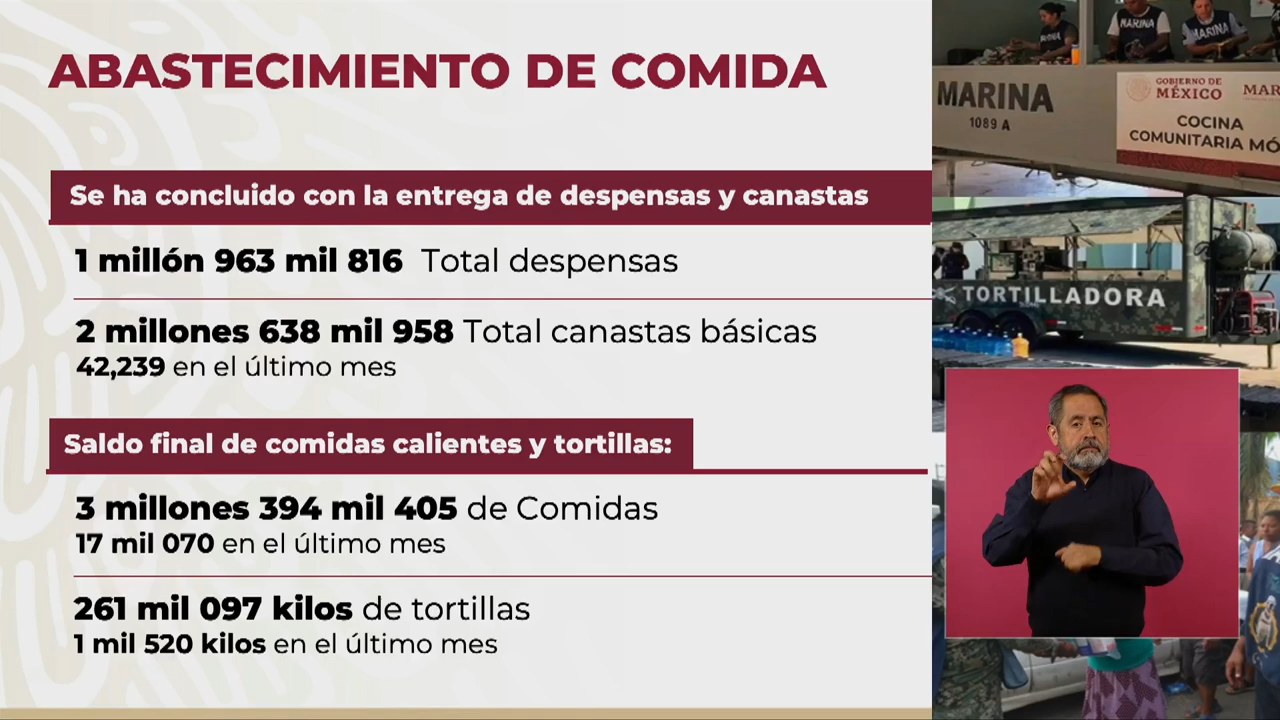 ABASTECIMIENTO DE COMIDA
Se ha concluido con la entrega de despensas y canastas
1 millón 963 mil 816 Total despensas
2 millones 638 mil 958 Total canastas básicas
42,239 en el último mes
Saldo final de comidas calientes y tortillas:
3 millones 394 mil 405 de Comidas
17 mil 070 en el último mes
261 mil 097 kilos de tortillas
1 mil 520 kilos en el último mes
MARINA
MARINA
MARINA
1089 A
GOBIERNO DE
MÉXICO
MAR
COCINA
COMUNITARIA MÓ
TORTILLADORA